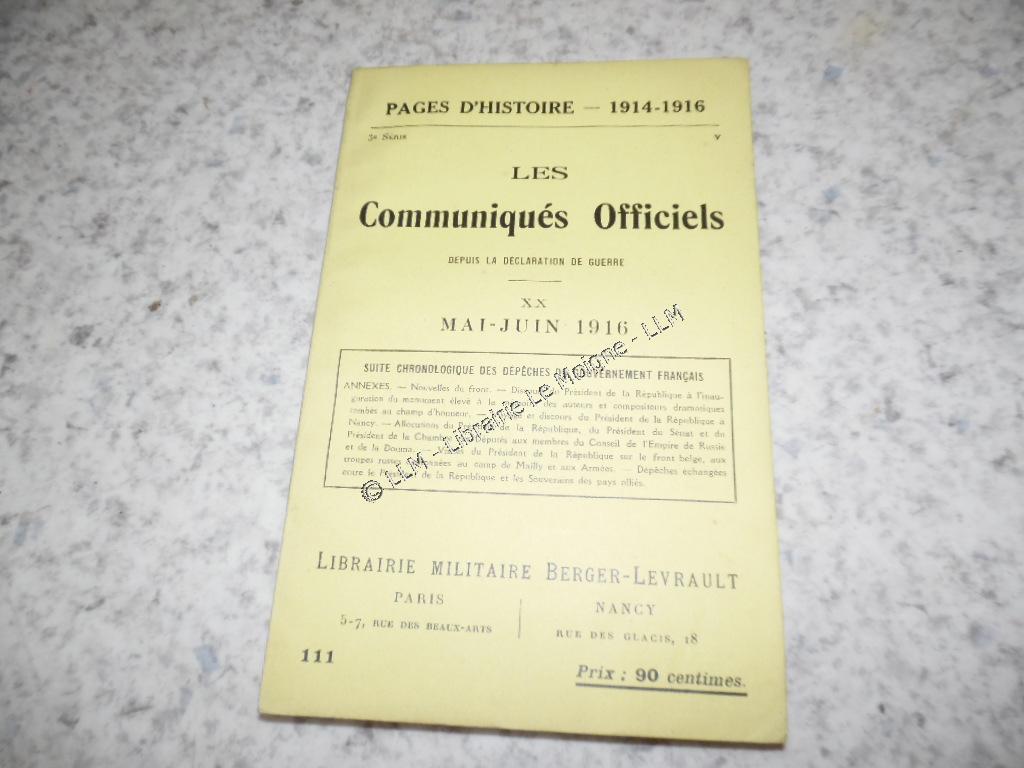 PAGES D'HISTOIRE — 1914-1916
3e SÉRIE V
LES
Communiqués Officiels
DEPUIS LA DÉCLARATION DE GUERRE
XX
MAI-JUIN 1916
SUITE CHRONOLOGIQUE DES DÉPÊCHES DU GOUVERNEMENT FRANÇAIS
ANNEXES. — Nouvelles du front. — Discours du Président de la République à l'inau-
guration du monument élevé à la des auteurs et compositeurs dramatiques
tombés au champ d'honneur. — et discours du Président de la République à
Nancy. — Allocutions du Président de la République, du Président du Sénat et du
Président de la Chambre des Députés aux membres du Conseil de l'Empire de Russie
et de la Douma. — du Président de la République sur le front belge, aux
troupes russes au camp de Mailly et aux Armées. — Dépêches échangées
entre le Président de la République et les Souverains des pays alliés.
© LLM - Librairie Le Moigne - LLM
LIBRAIRIE MILITAIRE BERGER-LEVRAULT
PARIS
5-7, RUE DES BEAUX-ARTS
NANCY
RUE DES GLACIS, 18
111
Prix : 90 centimes.